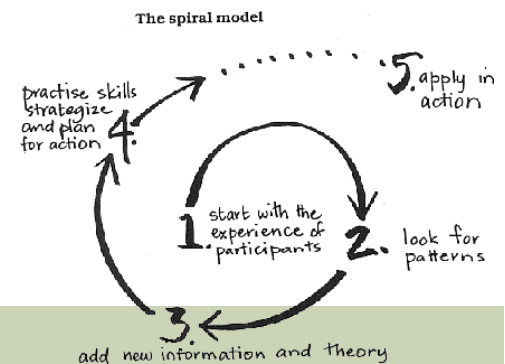 The spiral model
1. start with the
experience of
participants
2. look for
patterns
3.
add new information and theory
practise skills
strategize
and plan
for action
4.
5. apply in
action